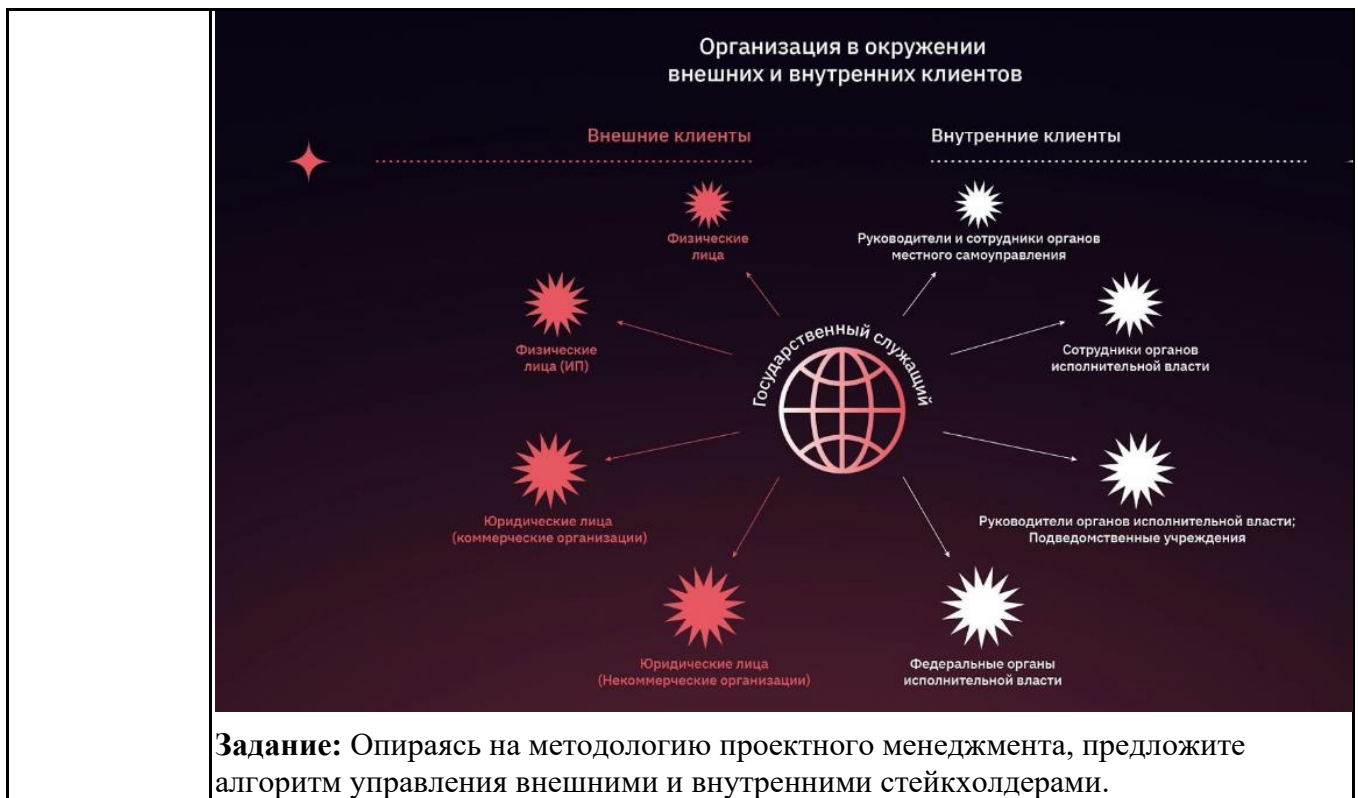 Организация в окружении
внешних и внутренних клиентов
Внешние клиенты
Внутренние клиенты
Физические
лица
Руководители и сотрудники органов
местного самоуправления
Физические
лица (ИП)
Государственный служащий
Сотрудники органов
исполнительной власти
Юридические лица
(коммерческие организации)
Руководители органов исполнительной власти;
Подведомственные учреждения
Юридические лица
(Некоммерческие организации)
Федеральные органы
исполнительной власти
Задание: Опираясь на методологию проектного менеджмента, предложите
алгоритм управления внешними и внутренними стейкхолдерами.